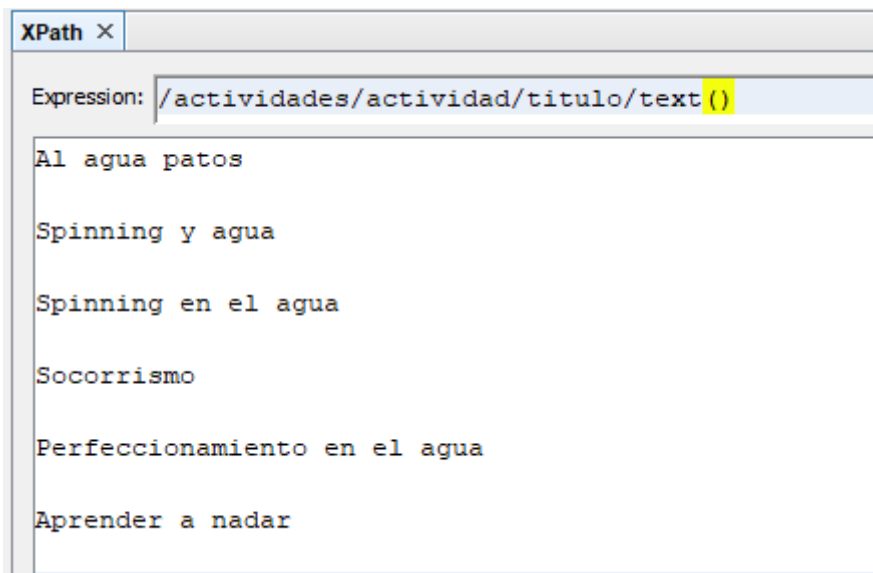 XPath ×
Expression: /actividades/actividad/titulo/text()
Al agua patos
Spinning y agua
Spinning en el agua
Socorrismo
Perfeccionamiento en el agua
Aprender a nadar